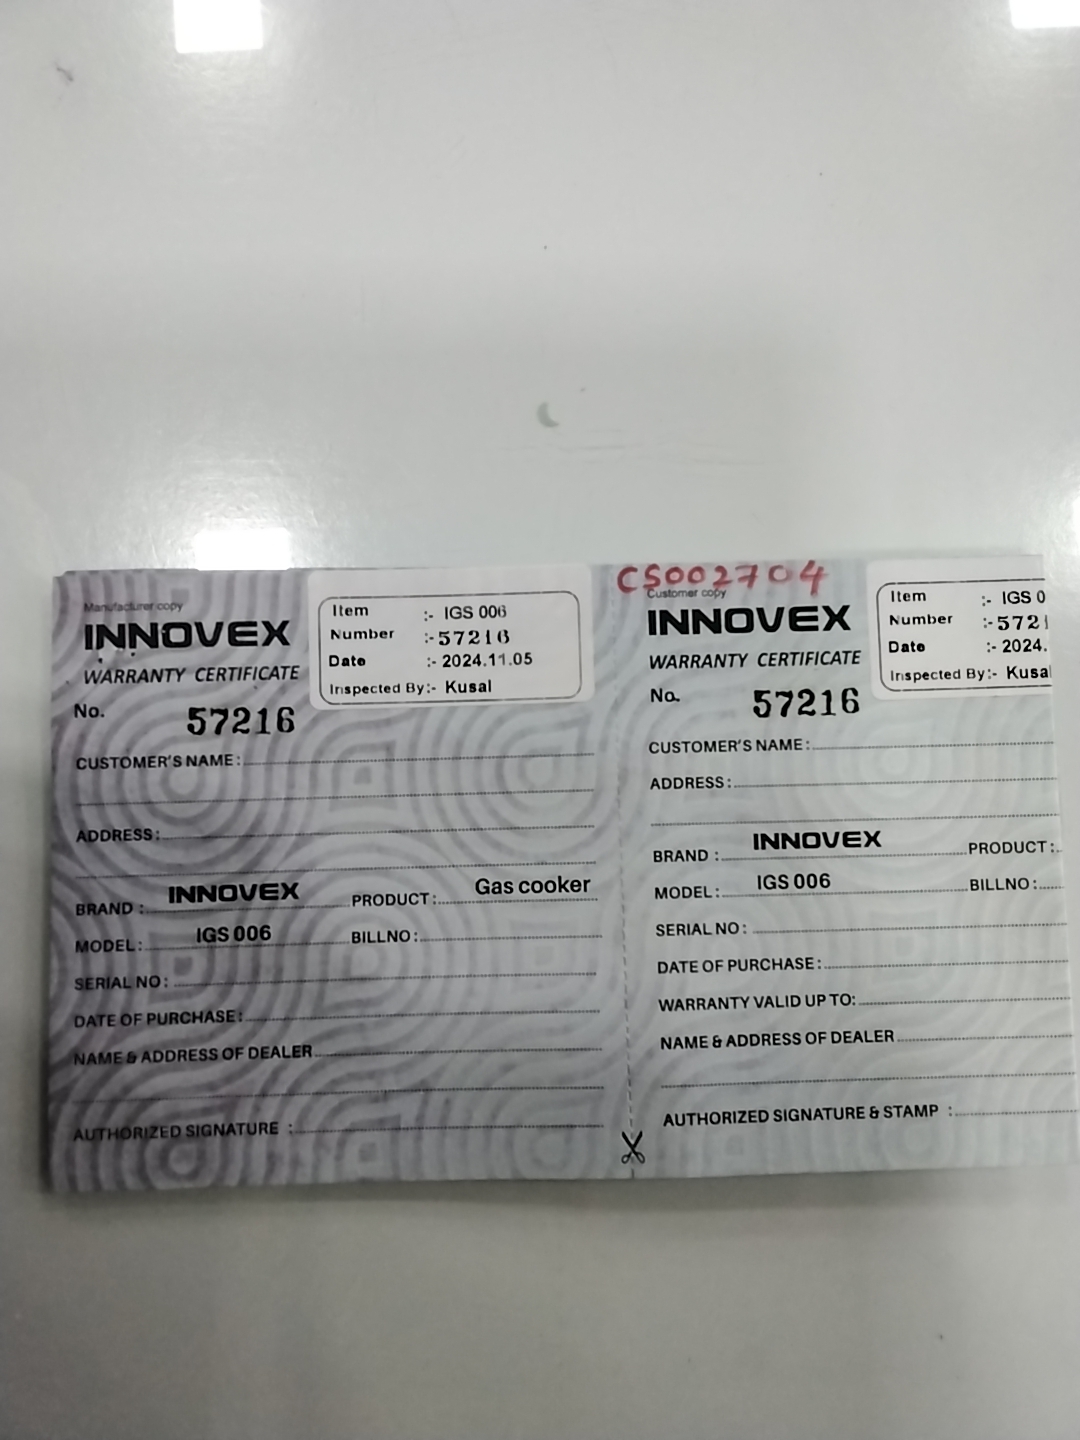 Manufacturer copy
INNOVEX
WARRANTY CERTIFICATE
Item :- IGS 006
Number :- 57216
Date :- 2024.11.05
Inspected By:- Kusal
No. 57216
CUSTOMER'S NAME :
ADDRESS :
BRAND : INNOVEX PRODUCT : Gas cooker
MODEL : IGS 006 BILLNO :
SERIAL NO :
DATE OF PURCHASE :
NAME & ADDRESS OF DEALER
AUTHORIZED SIGNATURE :
CS002704
Customer copy
INNOVEX
WARRANTY CERTIFICATE
Item :- IGS 0
Number :- 5721
Date :- 2024.
Inspected By:- Kusal
No. 57216
CUSTOMER'S NAME :
ADDRESS :
BRAND : INNOVEX PRODUCT :
MODEL : IGS 006 BILLNO :
SERIAL NO :
DATE OF PURCHASE :
WARRANTY VALID UP TO:
NAME & ADDRESS OF DEALER
AUTHORIZED SIGNATURE & STAMP :